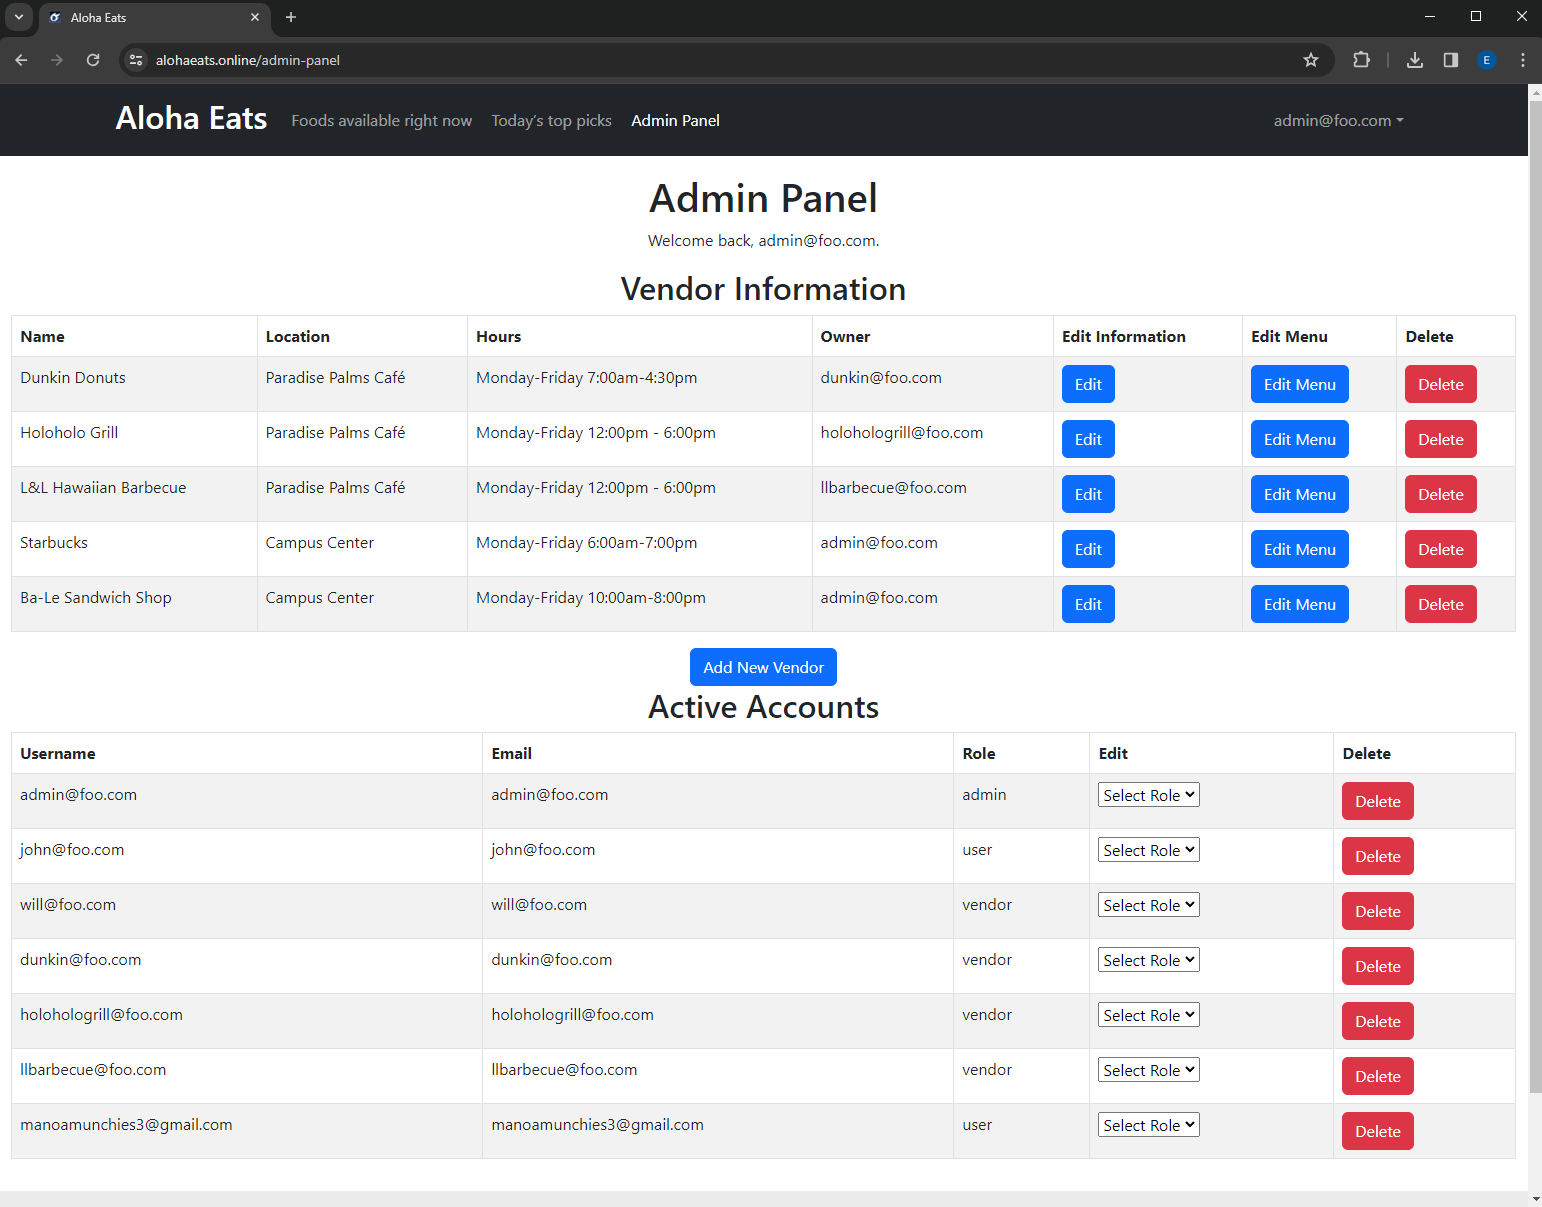 Aloha Eats
alohaeats.online/admin-panel
E
Aloha Eats Foods available right now Today's top picks Admin Panel admin@foo.com
Admin Panel
Welcome back, admin@foo.com.
Vendor Information
Name Location Hours Owner Edit Information Edit Menu Delete
Dunkin Donuts Paradise Palms Café Monday-Friday 7:00am-4:30pm dunkin@foo.com Edit Edit Menu Delete
Holoholo Grill Paradise Palms Café Monday-Friday 12:00pm - 6:00pm holohologrill@foo.com Edit Edit Menu Delete
L&L Hawaiian Barbecue Paradise Palms Café Monday-Friday 12:00pm - 6:00pm llbarbecue@foo.com Edit Edit Menu Delete
Starbucks Campus Center Monday-Friday 6:00am-7:00pm admin@foo.com Edit Edit Menu Delete
Ba-Le Sandwich Shop Campus Center Monday-Friday 10:00am-8:00pm admin@foo.com Edit Edit Menu Delete
Add New Vendor
Active Accounts
Username Email Role Edit Delete
admin@foo.com admin@foo.com admin Select Role Delete
john@foo.com john@foo.com user Select Role Delete
will@foo.com will@foo.com vendor Select Role Delete
dunkin@foo.com dunkin@foo.com vendor Select Role Delete
holohologrill@foo.com holohologrill@foo.com vendor Select Role Delete
llbarbecue@foo.com llbarbecue@foo.com vendor Select Role Delete
manoamunchies3@gmail.com manoamunchies3@gmail.com user Select Role Delete